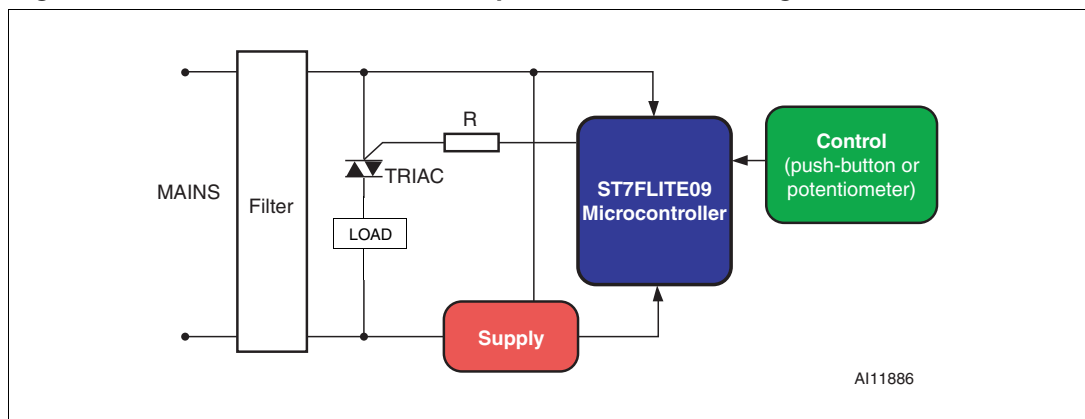 R
Control
(push-button or
potentiometer)
ST7FLITE09
Microcontroller
TRIAC
MAINS
Filter
LOAD
Supply
AI11886